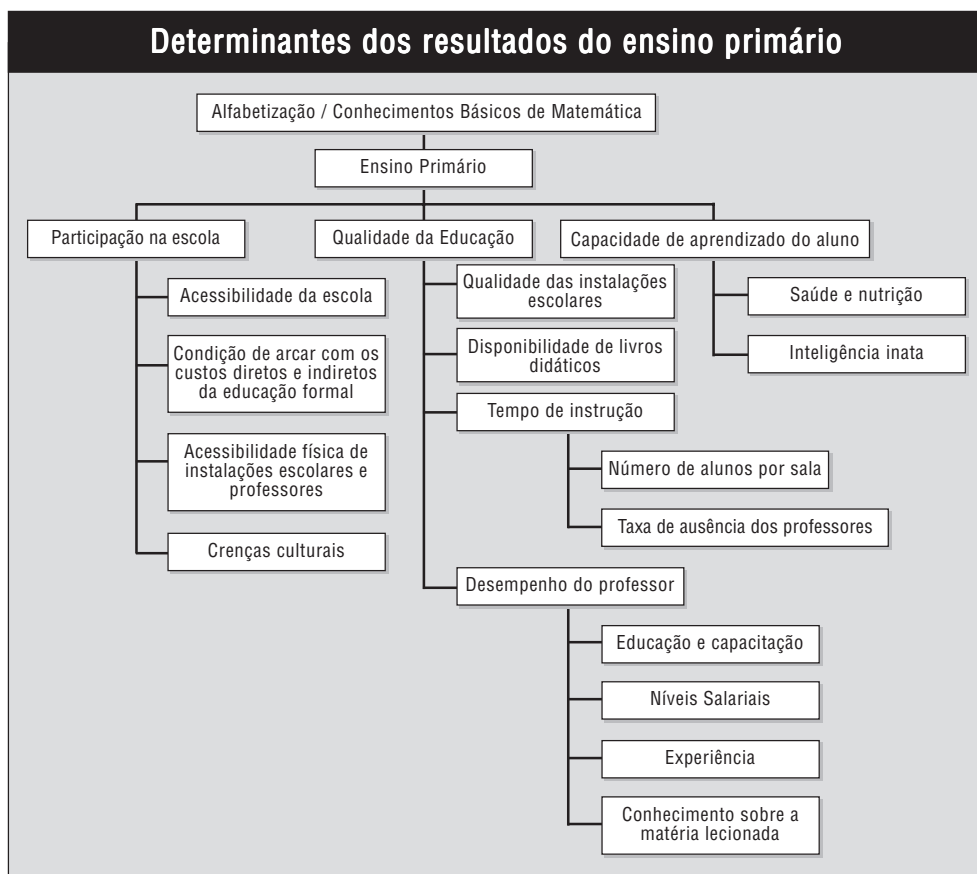 Determinantes dos resultados do ensino primário
Alfabetização / Conhecimentos Básicos de Matemática
Ensino Primário
Participação na escola
Acessibilidade da escola
Condição de arcar com os
custos diretos e indiretos
da educação formal
Acessibilidade física de
instalações escolares e
professores
Crenças culturais
Qualidade da Educação
Qualidade das instalações
escolares
Disponibilidade de livros
didáticos
Tempo de instrução
Número de alunos por sala
Taxa de ausência dos professores
Desempenho do professor
Educação e capacitação
Níveis Salariais
Experiência
Conhecimento sobre a
matéria lecionada
Capacidade de aprendizado do aluno
Saúde e nutrição
Inteligência inata